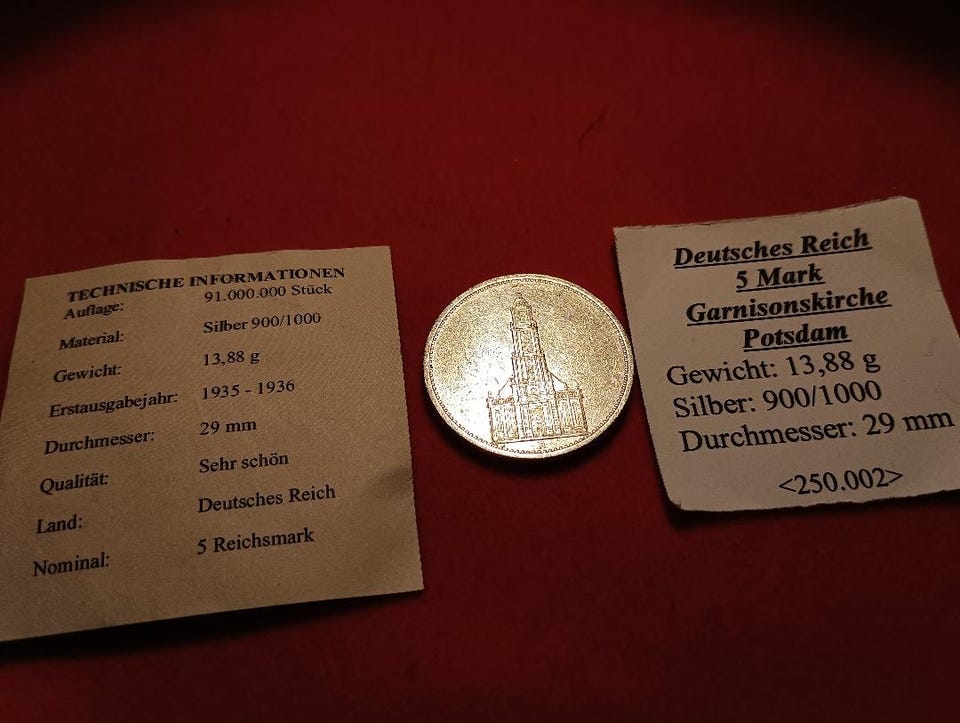 TECHNISCHE INFORMATIONEN
Auflage: 91.000.000 Stück
Material: Silber 900/1000
Gewicht: 13,88 g
Erstausgabejahr: 1935 - 1936
Durchmesser: 29 mm
Qualität: Sehr schön
Land: Deutsches Reich
Nominal: 5 Reichsmark
Deutsches Reich
5 Mark
Garnisonskirche
Potsdam
Gewicht: 13,88 g
Silber: 900/1000
Durchmesser: 29 mm
<250.002>